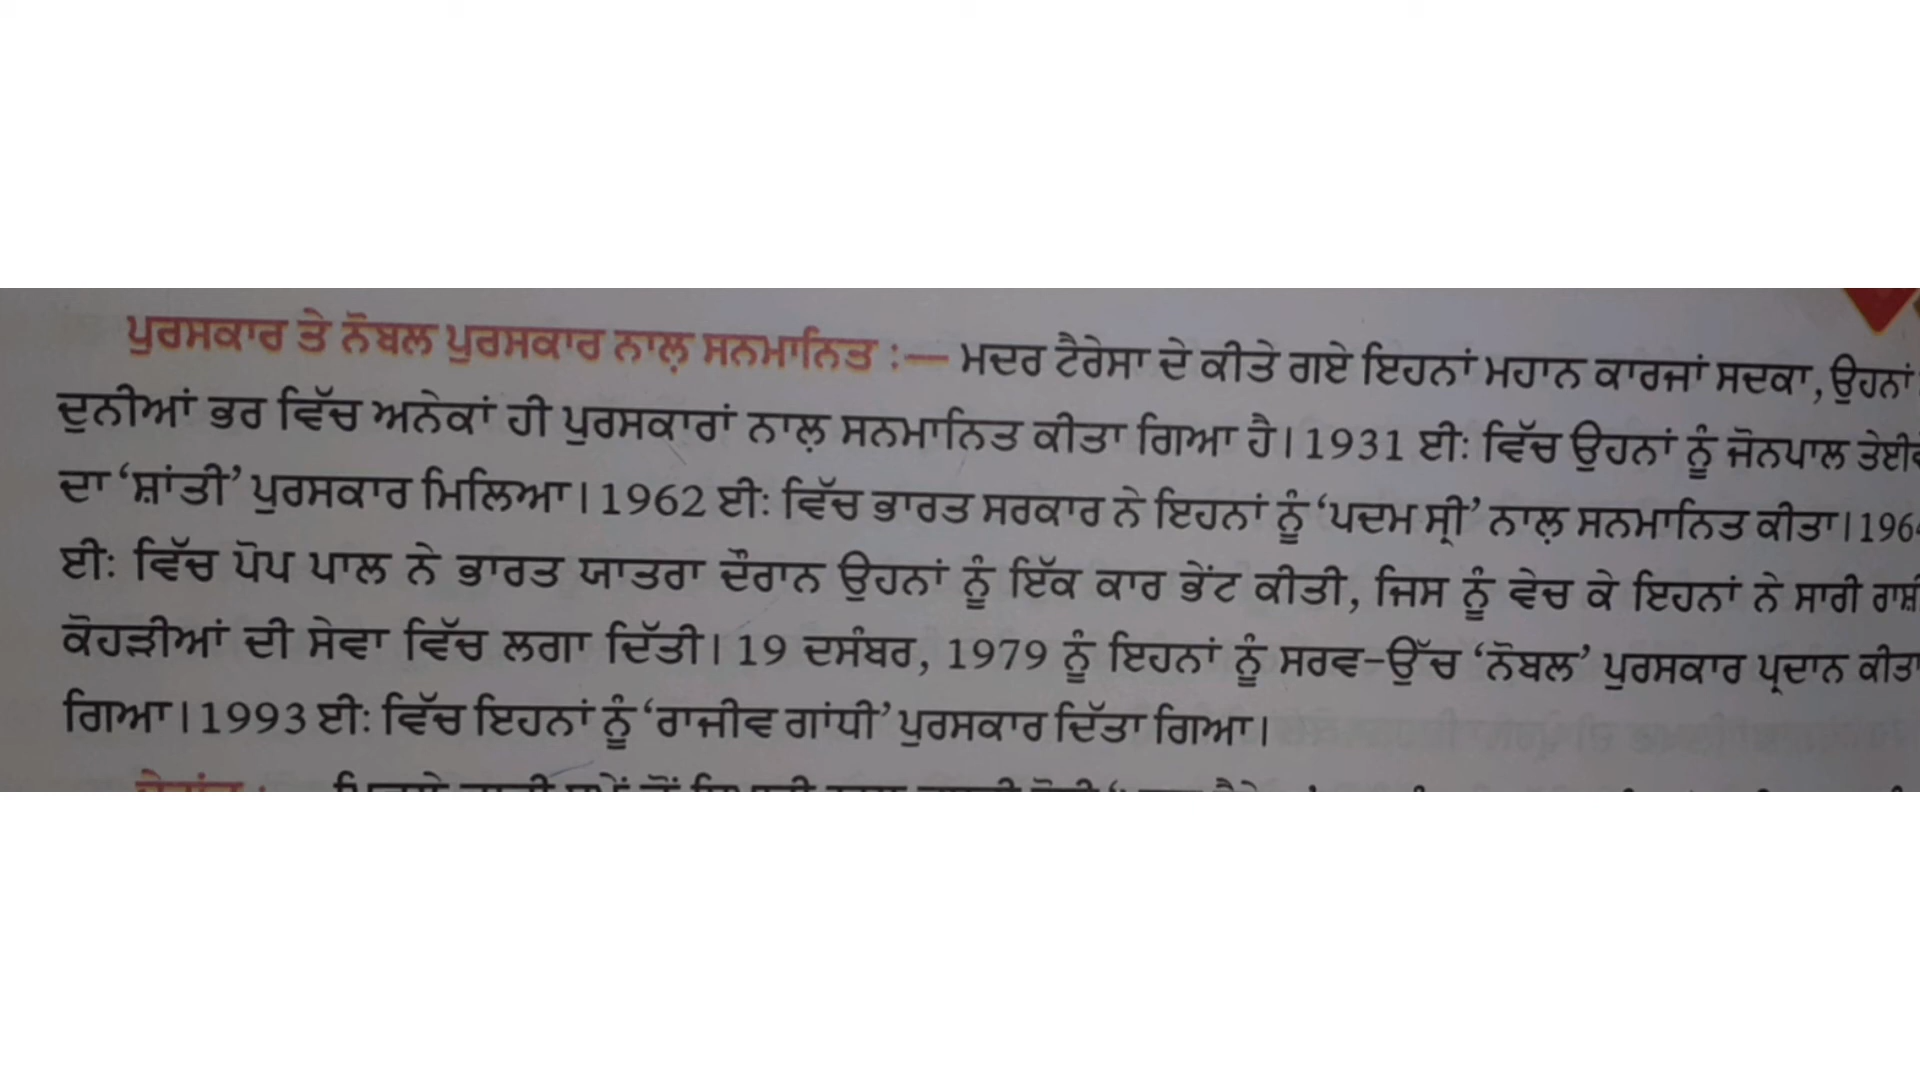 ਪੁਰਸਕਾਰ ਤੇ ਨੋਬਲ ਪੁਰਸਕਾਰ ਨਾਲ਼ ਸਨਮਾਨਿਤ :— ਮਦਰ ਟੈਰੇਸਾ ਦੇ ਕੀਤੇ ਗਏ ਇਹਨਾਂ ਮਹਾਨ ਕਾਰਜਾਂ ਸਦਕਾ, ਉਹਨਾਂ
ਦੁਨੀਆਂ ਭਰ ਵਿੱਚ ਅਨੇਕਾਂ ਹੀ ਪੁਰਸਕਾਰਾਂ ਨਾਲ਼ ਸਨਮਾਨਿਤ ਕੀਤਾ ਗਿਆ ਹੈ। 1931 ਈ: ਵਿੱਚ ਉਹਨਾਂ ਨੂੰ ਜੋਨਪਾਲ
ਦਾ ‘ਸ਼ਾਂਤੀ’ ਪੁਰਸਕਾਰ ਮਿਲਿਆ। 1962 ਈ: ਵਿੱਚ ਭਾਰਤ ਸਰਕਾਰ ਨੇ ਇਹਨਾਂ ਨੂੰ ‘ਪਦਮ ਸ੍ਰੀ’ ਨਾਲ਼ ਸਨਮਾਨਿਤ ਕੀਤਾ।
ਈ: ਵਿੱਚ ਪੋਪ ਪਾਲ ਨੇ ਭਾਰਤ ਯਾਤਰਾ ਦੌਰਾਨ ਉਹਨਾਂ ਨੂੰ ਇੱਕ ਕਾਰ ਭੇਂਟ ਕੀਤੀ, ਜਿਸ ਨੂੰ ਵੇਚ ਕੇ ਇਹਨਾਂ ਨੇ ਸਾਰੀ
ਕੋਹੜੀਆਂ ਦੀ ਸੇਵਾ ਵਿੱਚ ਲਗਾ ਦਿੱਤੀ। 19 ਦਸੰਬਰ, 1979 ਨੂੰ ਇਹਨਾਂ ਨੂੰ ਸਰਵ-ਉੱਚ ‘ਨੋਬਲ’ ਪੁਰਸਕਾਰ ਪ੍ਰਦਾਨ ਕੀਤਾ
ਗਿਆ। 1993 ਈ: ਵਿੱਚ ਇਹਨਾਂ ਨੂੰ ‘ਰਾਜੀਵ ਗਾਂਧੀ’ ਪੁਰਸਕਾਰ ਦਿੱਤਾ ਗਿਆ।